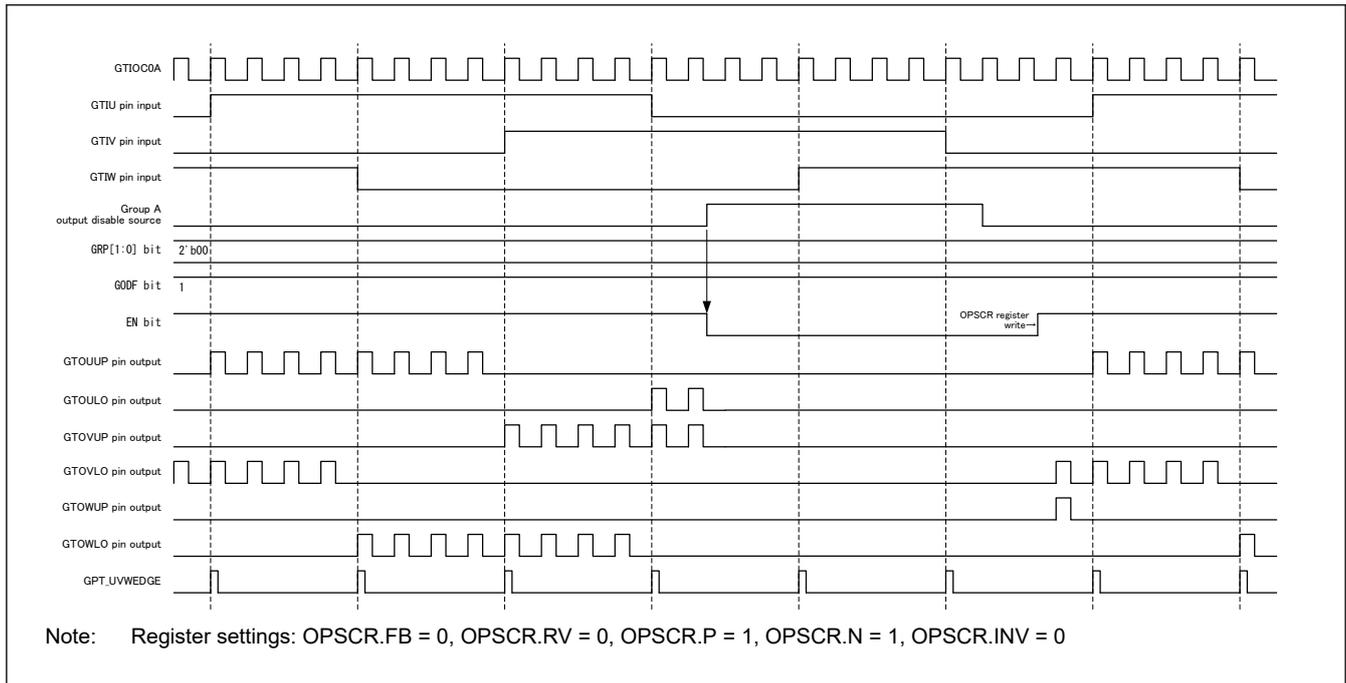 GTIOC0A
GTIU pin input
GTIV pin input
GTIW pin input
Group A
output disable source
GRP[1:0] bit 2'b00
GODF bit 1
EN bit
OPSCR register
write→
GTOUUP pin output
GTOULO pin output
GTOVUP pin output
GTOVLO pin output
GTOWUP pin output
GTOWLO pin output
GPT_UVWEDGE
Note: Register settings: OPSCR.FB = 0, OPSCR.RV = 0, OPSCR.P = 1, OPSCR.N = 1, OPSCR.INV = 0